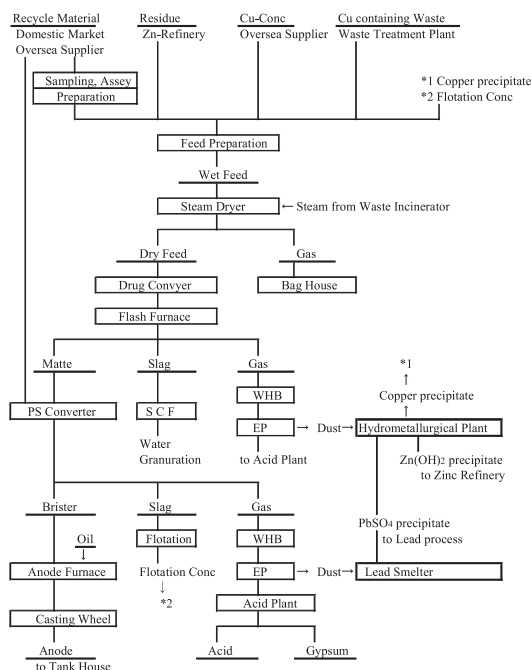 Recycle Material
Domestic Market
Oversea Supplier
Residue
Zn-Refinery
Cu-Conc
Oversea Supplier
Cu containing Waste
Waste Treatment Plant
Sampling, Assey
Preparation
*1 Copper precipitate
*2 Flotation Conc
Feed Preparation
Wet Feed
Steam Dryer
← Steam from Waste Incinerator
Dry Feed
Gas
Drug Convyer
Bag House
Flash Furnace
Matte
Slag
Gas
*1
↑
WHB
Copper precipitate
↑
PS Converter
S C F
EP
→ Dust→
Hydrometallurgical Plant
Water
Granuration
to Acid Plant
Zn(OH)2 precipitate
to Zinc Refinery
Brister
Slag
Gas
PbSO4 precipitate
to Lead process
Oil
↓
Flotation
WHB
Anode Furnace
Flotation Conc
↓
*2
EP
→ Dust→
Lead Smelter
Acid Plant
Casting Wheel
Anode
to Tank House
Acid
Gypsum